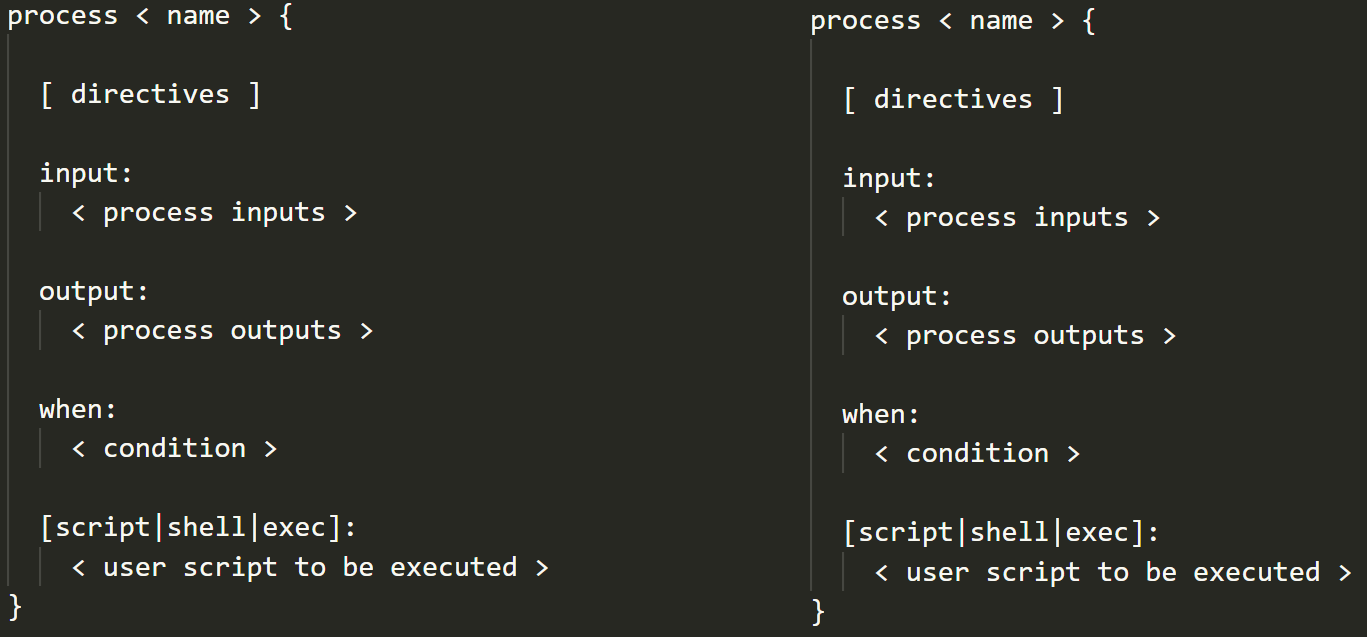 process < name > {
[ directives ]
input:
< process inputs >
output:
< process outputs >
when:
< condition >
[script|shell|exec]:
< user script to be executed >
}
process < name > {
[ directives ]
input:
< process inputs >
output:
< process outputs >
when:
< condition >
[script|shell|exec]:
< user script to be executed >
}